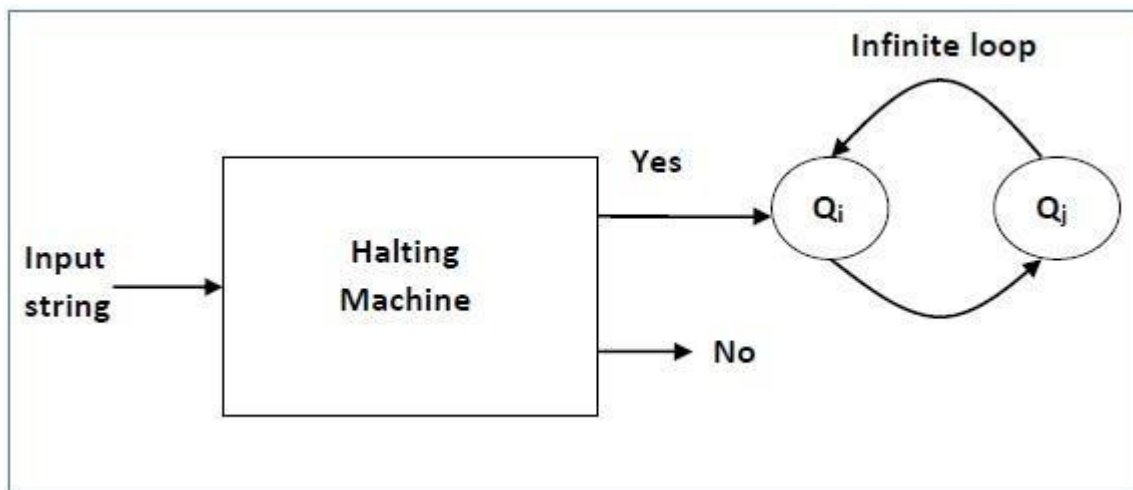 Infinite loop
Yes
Qi
Qj
Input
string
Halting
Machine
No